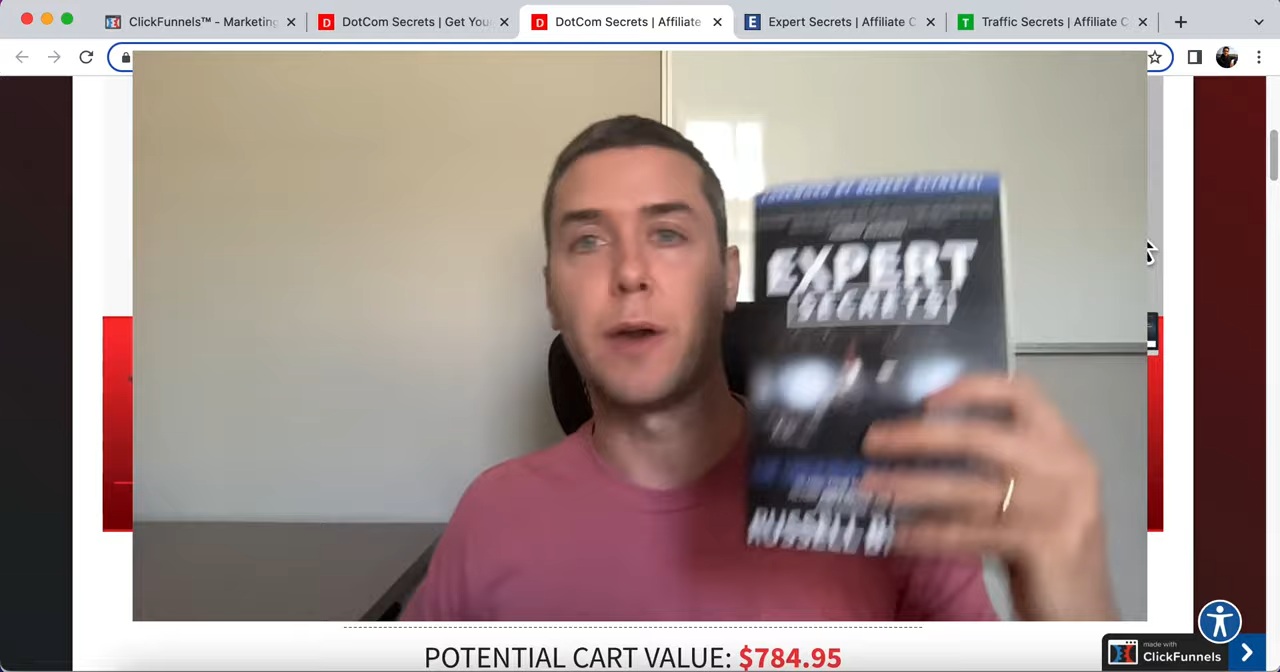 ClickFunnels™ - Marketing
DotCom Secrets | Get You
DotCom Secrets | Affiliate
Expert Secrets | Affiliate C
Traffic Secrets | Affiliate C
EXPERT
SECRETS
RUSSELL
POTENTIAL CART VALUE: $784.95
made with
ClickFunnels